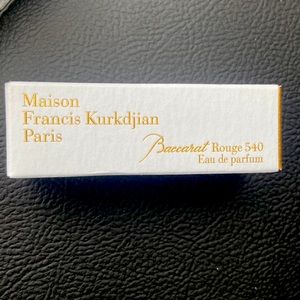 Maison
Francis Kurkdjian
Paris
Baccarat Rouge 540
Eau de parfum